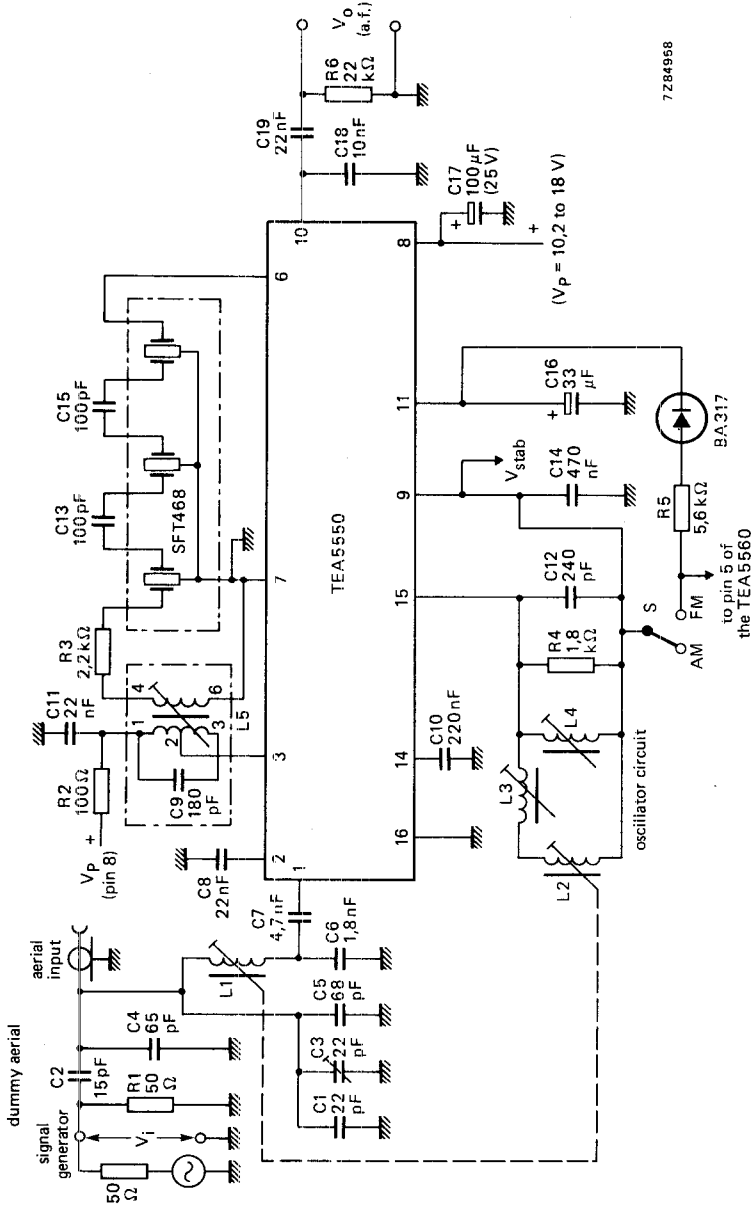 dummy aerial
signal
generator
50
Ω
Vi
R1
50
Ω
C2
15 pF
C4
65
pF
aerial
input
C1
22
pF
C3
22
pF
C5
68
pF
L1
C6
1,8nF
C7
4,7nF
C8
22nF
VP +
(pin 8)
R2
100Ω
C11
22
nF
C9
180
pF
1
2
3
4
6
L5
R3
2,2kΩ
C13
100pF
C15
100pF
SFT468
C19
22nF
C18
10nF
R6
22
kΩ
Vo
(a.f.)
1
2
3
7
6
10
TEA5550
16
14
15
9
11
8
C10
220nF
L2
L3
L4
R4
1,8
kΩ
C12
240
pF
oscillator circuit
Vstab
C14
470
nF
+
C16
33
μF
+
C17
100μF
(25V)
+
(VP = 10,2 to 18 V)
S
AM
FM
R5
5,6kΩ
BA317
to pin 5 of
the TEA5560
7Z84958